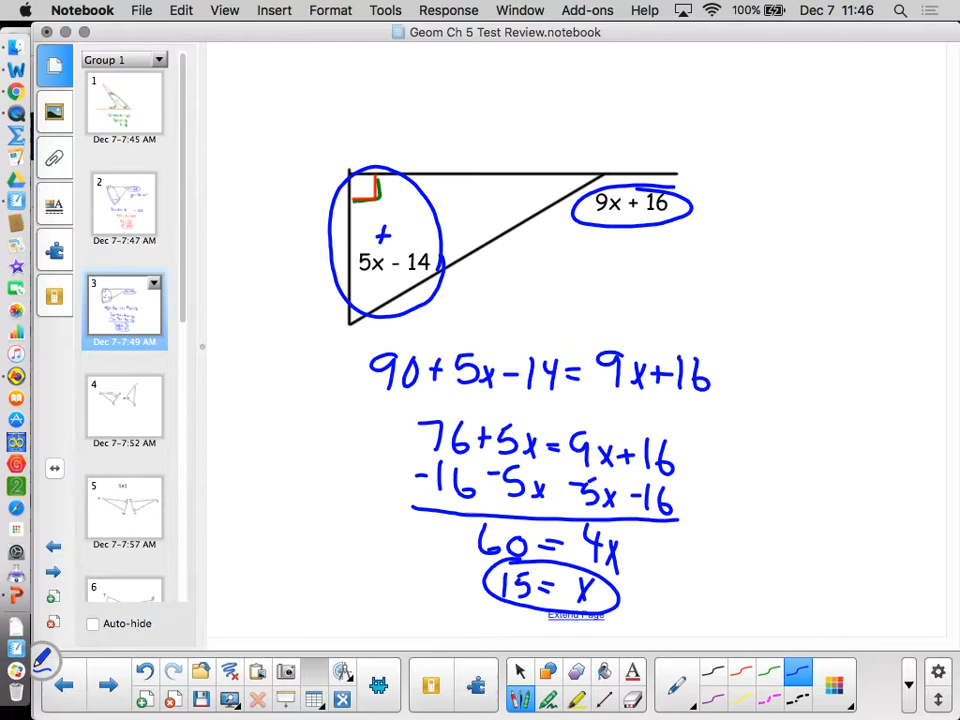 Notebook File Edit View Insert Format Tools Response Window Add-ons Help 100% Dec 7 11:46
Geom Ch 5 Test Review.notebook
Group 1
1
Dec 7-7:45 AM
2
Dec 7-7:47 AM
3
Dec 7-7:49 AM
4
Dec 7-7:52 AM
5
Dec 7-7:57 AM
6
Auto-hide
9x + 16
+
5x - 14
90 + 5x - 14 = 9x + 16
76 + 5x = 9x + 16
-16 -5x -5x -16
60 = 4x
15 = x
Extend Page